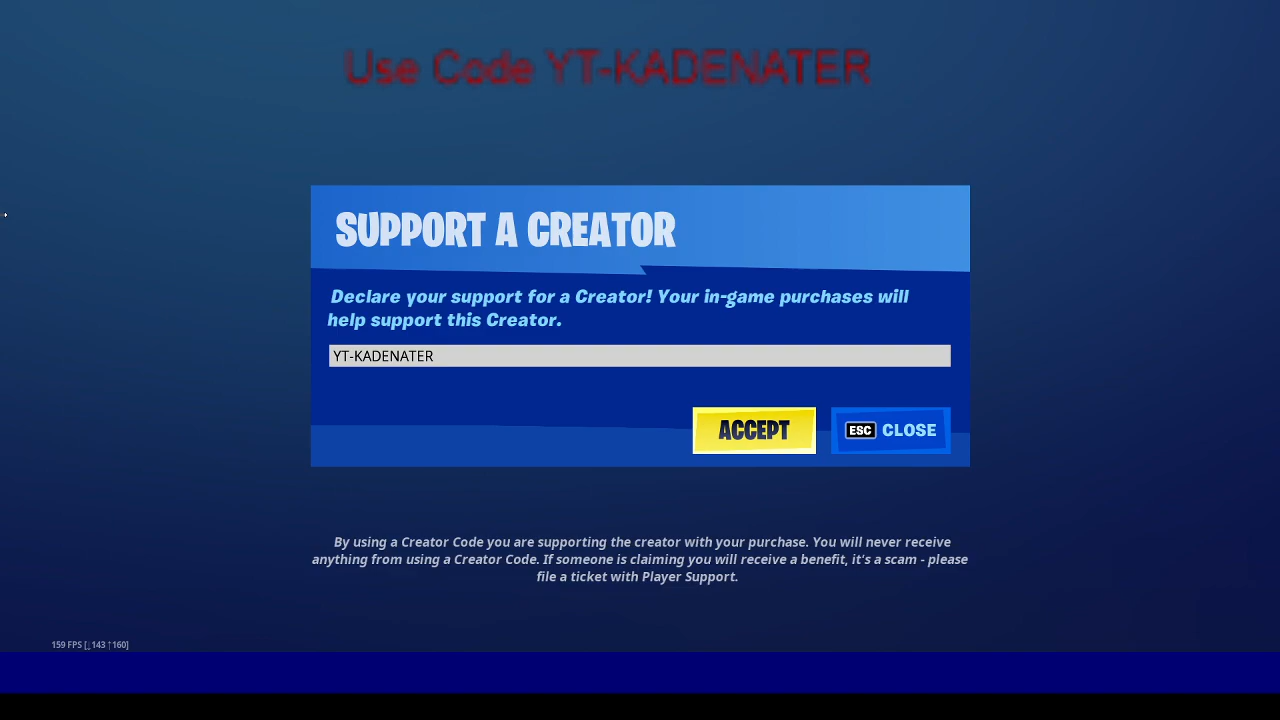 Use Code YT-KADENATER
SUPPORT A CREATOR
Declare your support for a Creator! Your in-game purchases will
help support this Creator.
YT-KADENATER
ACCEPT
ESC CLOSE
By using a Creator Code you are supporting the creator with your purchase. You will never receive
anything from using a Creator Code. If someone is claiming you will receive a benefit, it's a scam - please
file a ticket with Player Support.
159 FPS [↓143 ↑160]